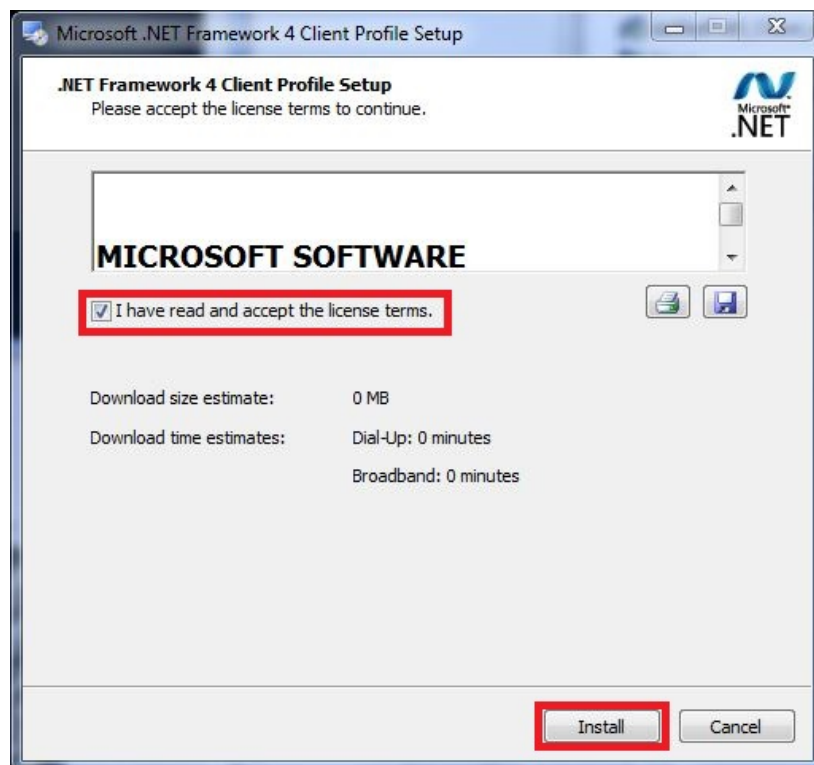 Microsoft .NET Framework 4 Client Profile Setup
.NET Framework 4 Client Profile Setup
Please accept the license terms to continue.
Microsoft®
.NET
MICROSOFT SOFTWARE
I have read and accept the license terms.
Download size estimate: 0 MB
Download time estimates: Dial-Up: 0 minutes
Broadband: 0 minutes
Install Cancel